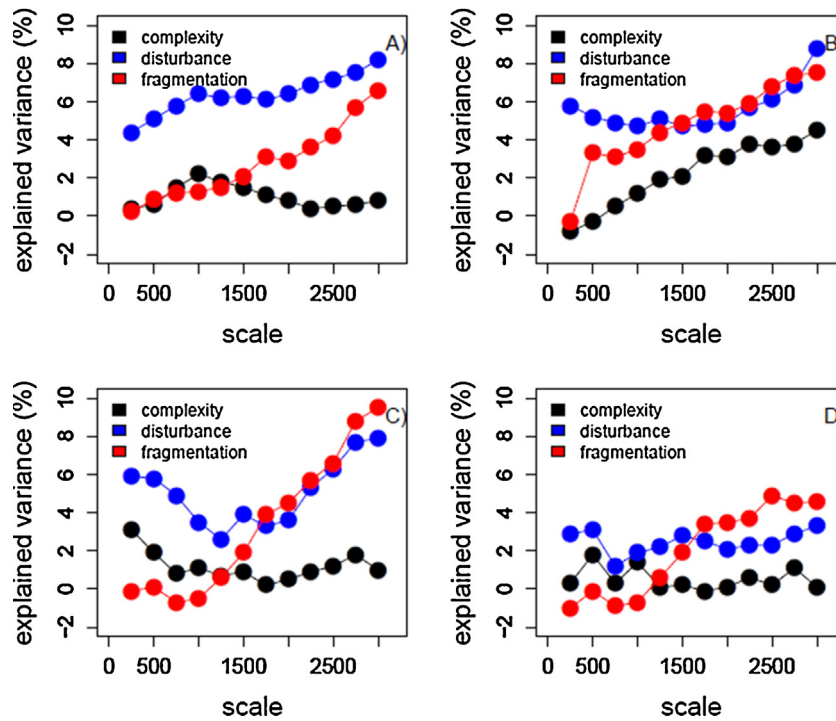 explained variance (%)
10
8
6
4
2
0
−2
complexity
disturbance
fragmentation
A)
0 500 1500 2500
scale
explained variance (%)
10
8
6
4
2
0
−2
complexity
disturbance
fragmentation
B
0 500 1500 2500
scale
explained variance (%)
10
8
6
4
2
0
−2
complexity
disturbance
fragmentation
C)
0 500 1500 2500
scale
explained variance (%)
10
8
6
4
2
0
−2
complexity
disturbance
fragmentation
D
0 500 1500 2500
scale